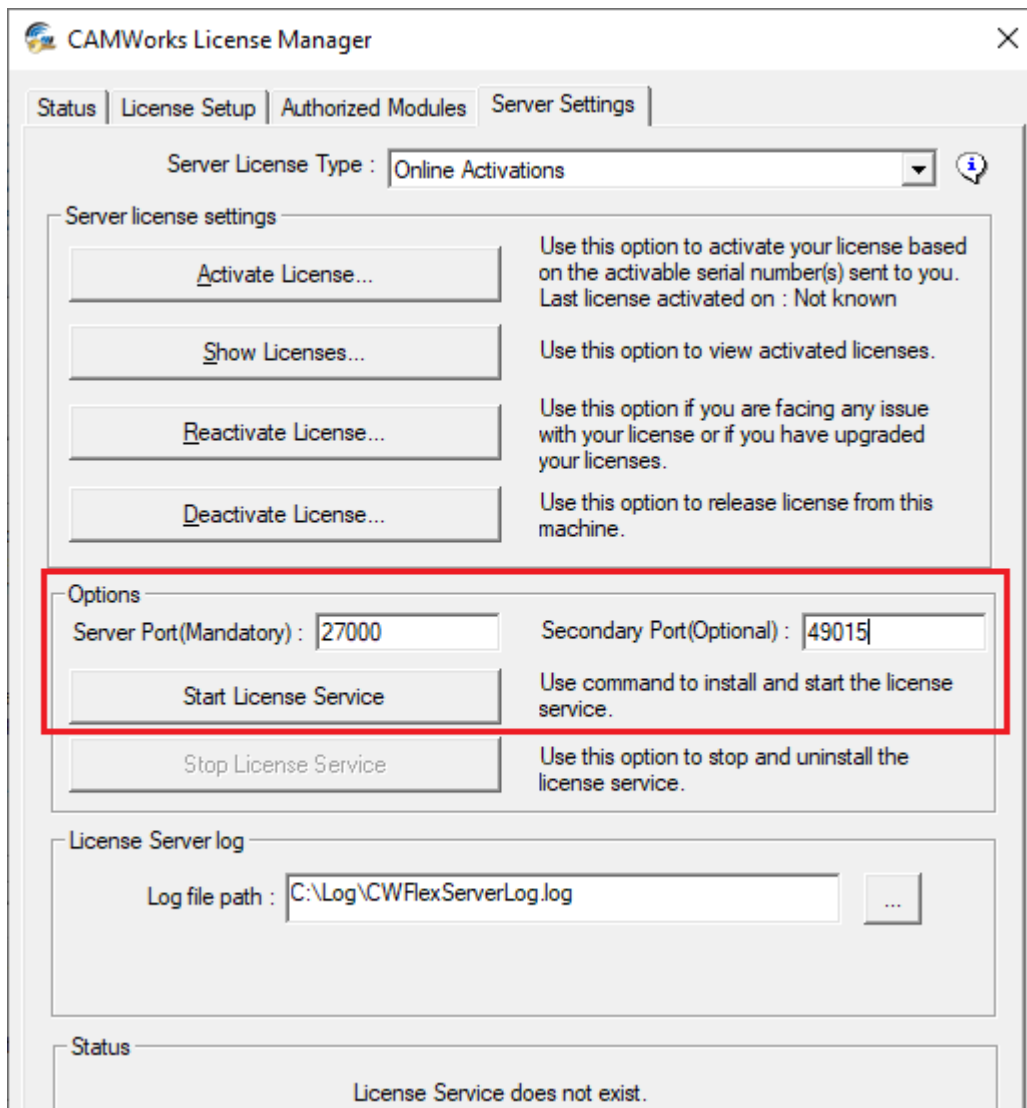 CAMWorks License Manager
Status License Setup Authorized Modules Server Settings
Server License Type : Online Activations
Server license settings
Activate License...
Use this option to activate your license based
on the activable serial number(s) sent to you.
Last license activated on : Not known
Show Licenses...
Use this option to view activated licenses.
Reactivate License...
Use this option if you are facing any issue
with your license or if you have upgraded
your licenses.
Deactivate License...
Use this option to release license from this
machine.
Options
Server Port(Mandatory) : 27000 Secondary Port(Optional) : 49015
Start License Service
Use command to install and start the license
service.
Stop License Service
Use this option to stop and uninstall the
license service.
License Server log
Log file path : C:\Log\CWFlexServerLog.log ...
Status
License Service does not exist.